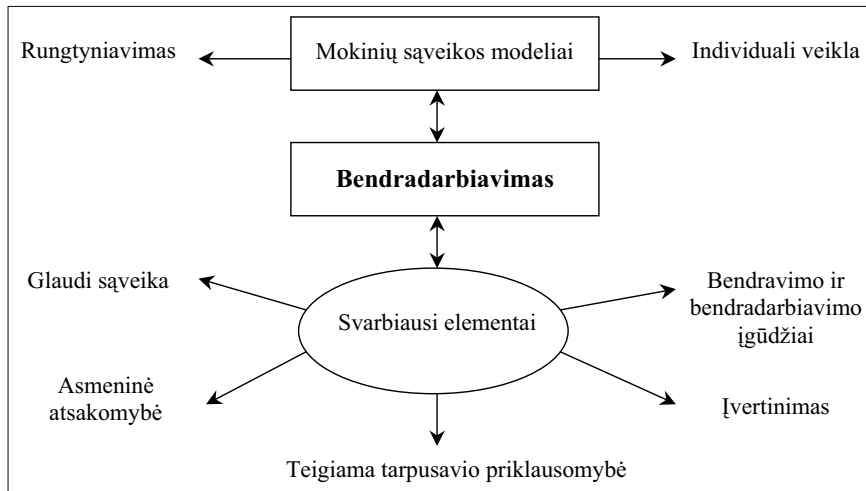 Rungtyniavimas
Mokinių sąveikos modeliai
Individuali veikla
Bendradarbiavimas
Glaudi sąveika
Svarbiausi elementai
Bendravimo ir
bendradarbiavimo
įgūdžiai
Asmeninė
atsakomybė
Įvertinimas
Teigiama tarpusavio priklausomybė